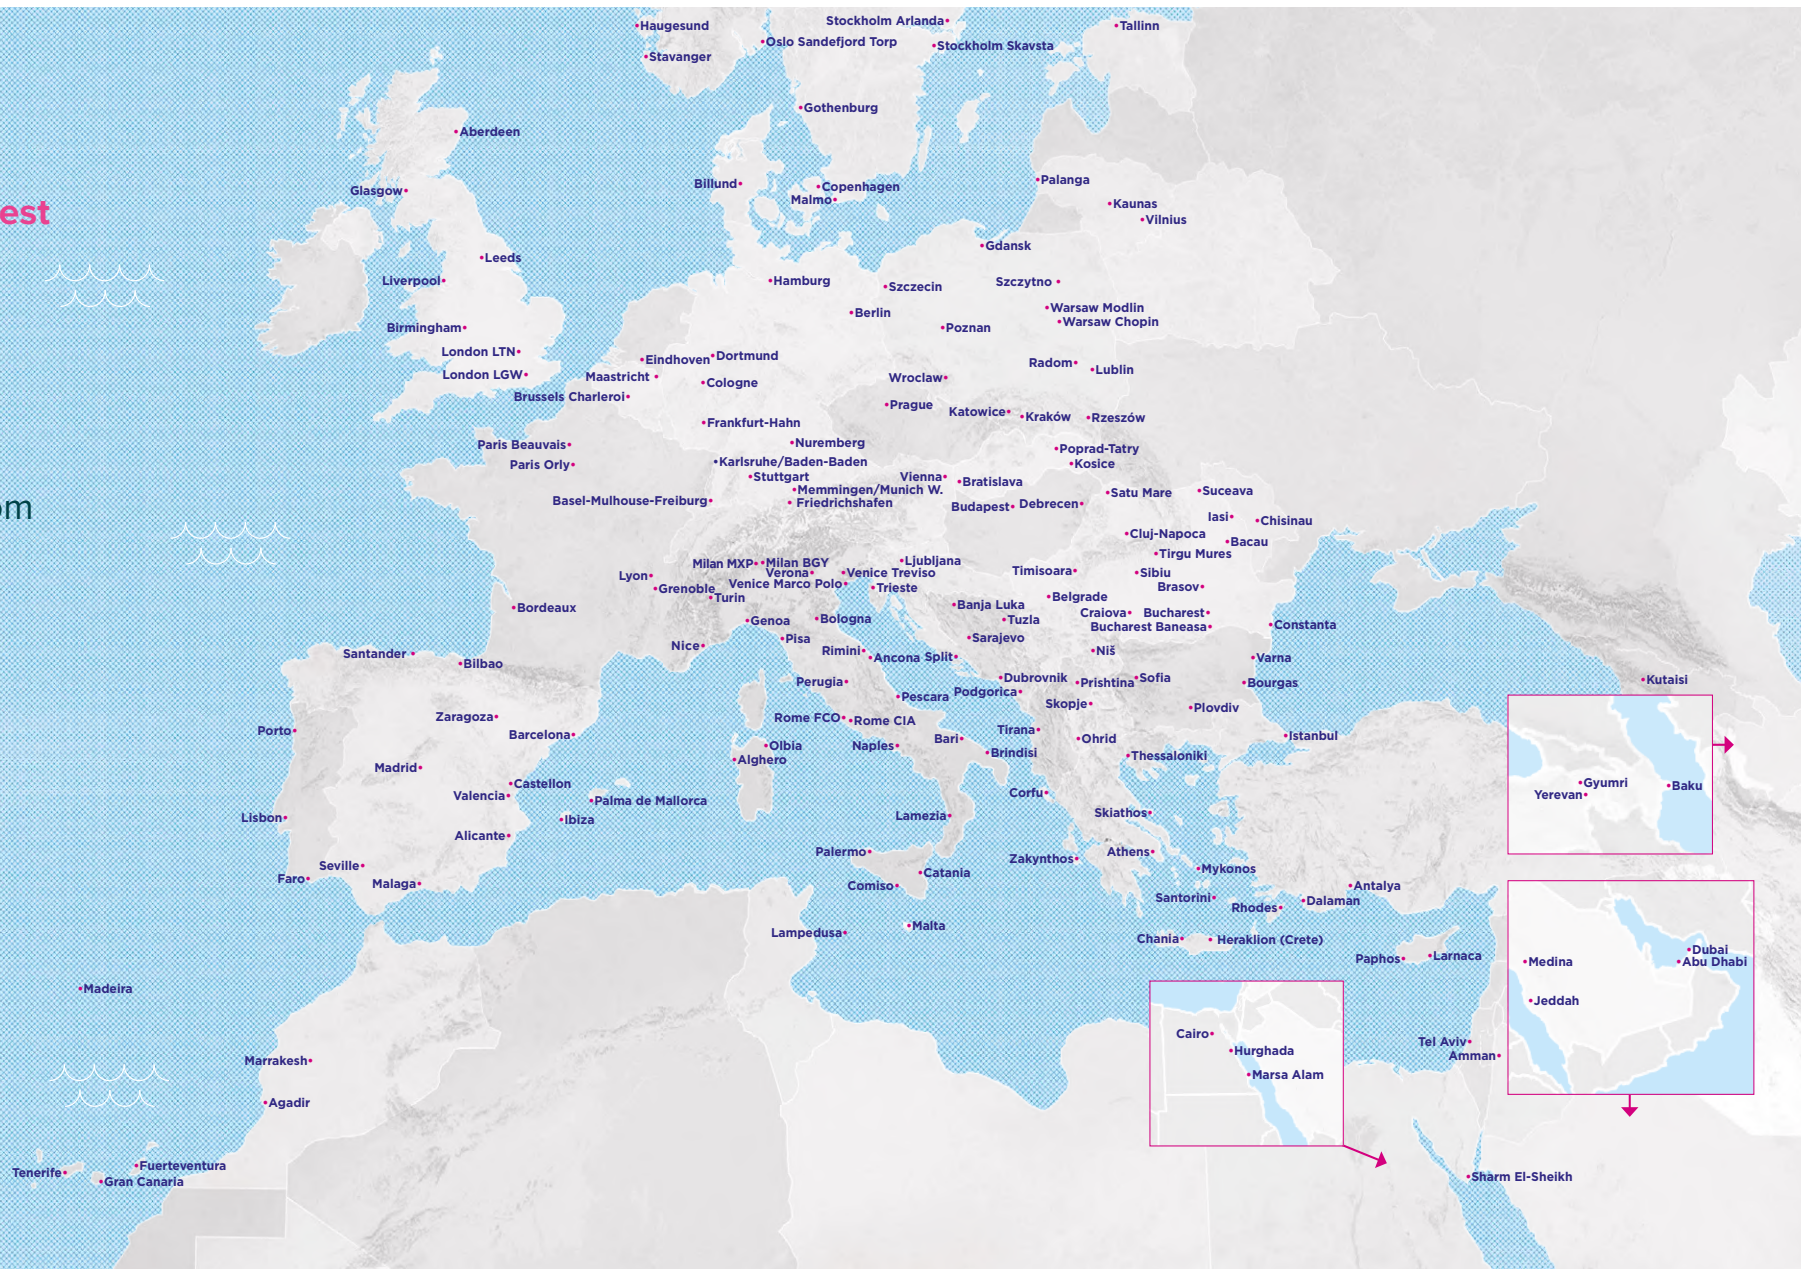 Haugesund
Stockholm Arlanda
Tallinn
Oslo Sandefjord Torp
Stockholm Skavsta
Stavanger
Gothenburg
Aberdeen
Glasgow
Billund
Copenhagen
Malmo
Palanga
Kaunas
Vilnius
est
Gdansk
Leeds
Liverpool
Hamburg
Szczecin
Szczytno
Berlin
Warsaw Modlin
Warsaw Chopin
Birmingham
Poznan
London LTN
Eindhoven
Dortmund
Radom
Lublin
London LGW
Maastricht
Cologne
Wroclaw
Brussels Charleroi
Prague
Katowice
Kraków
Rzeszów
Frankfurt-Hahn
Paris Beauvais
Nuremberg
Poprad-Tatry
Paris Orly
Karlsruhe/Baden-Baden
Kosice
Stuttgart
Vienna
Bratislava
Memmingen/Munich W.
Satu Mare
Suceava
Basel-Mulhouse-Freiburg
Friedrichshafen
Budapest
Debrecen
om
Iasi
Chisinau
Cluj-Napoca
Bacau
Tirgu Mures
Milan MXP
Milan BGY
Ljubljana
Lyon
Verona
Venice Treviso
Timisoara
Sibiu
Grenoble
Venice Marco Polo
Trieste
Brasov
Turin
Belgrade
Bordeaux
Banja Luka
Craiova
Bucharest
Genoa
Bologna
Tuzla
Bucharest Baneasa
Constanta
Pisa
Sarajevo
Nice
Rimini
Niš
Santander
Bilbao
Ancona
Split
Varna
Perugia
Dubrovnik
Prishtina
Sofia
Bourgas
Kutaisi
Pescara
Podgorica
Skopje
Plovdiv
Zaragoza
Rome FCO
Rome CIA
Porto
Barcelona
Tirana
Ohrid
Istanbul
Olbia
Naples
Bari
Brindisi
Alghero
Thessaloniki
Madrid
Castellon
Gyumri
Baku
Valencia
Palma de Mallorca
Corfu
Yerevan
Lisbon
Ibiza
Lamezia
Skiathos
Alicante
Seville
Palermo
Zakynthos
Athens
Faro
Malaga
Catania
Mykonos
Comiso
Antalya
Santorini
Dalaman
Rhodes
Lampedusa
Malta
Chania
Heraklion (Crete)
Paphos
Larnaca
Dubai
Medina
Abu Dhabi
Madeira
Jeddah
Cairo
Tel Aviv
Hurghada
Amman
Marrakesh
Marsa Alam
Agadir
Tenerife
Fuerteventura
Gran Canaria
Sharm El-Sheikh